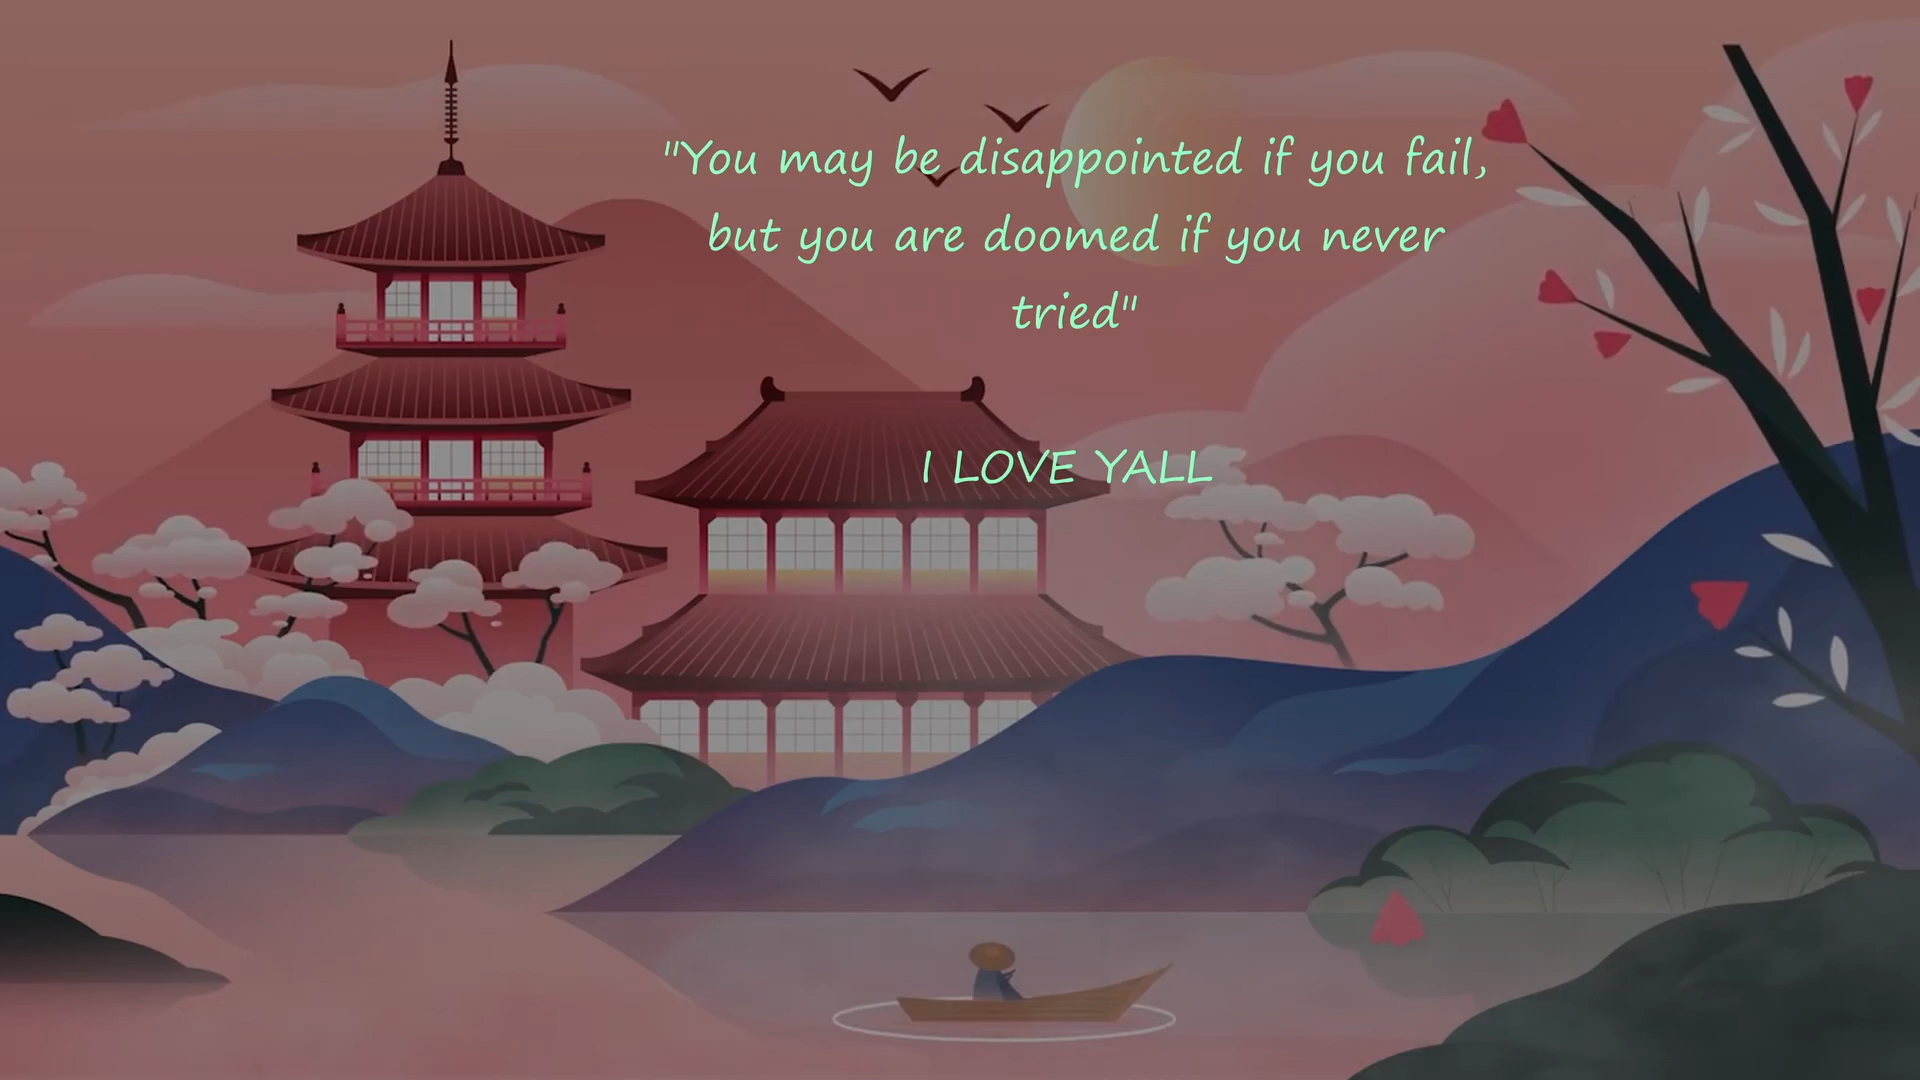 "You may be disappointed if you fail,
but you are doomed if you never
tried"
I LOVE YALL